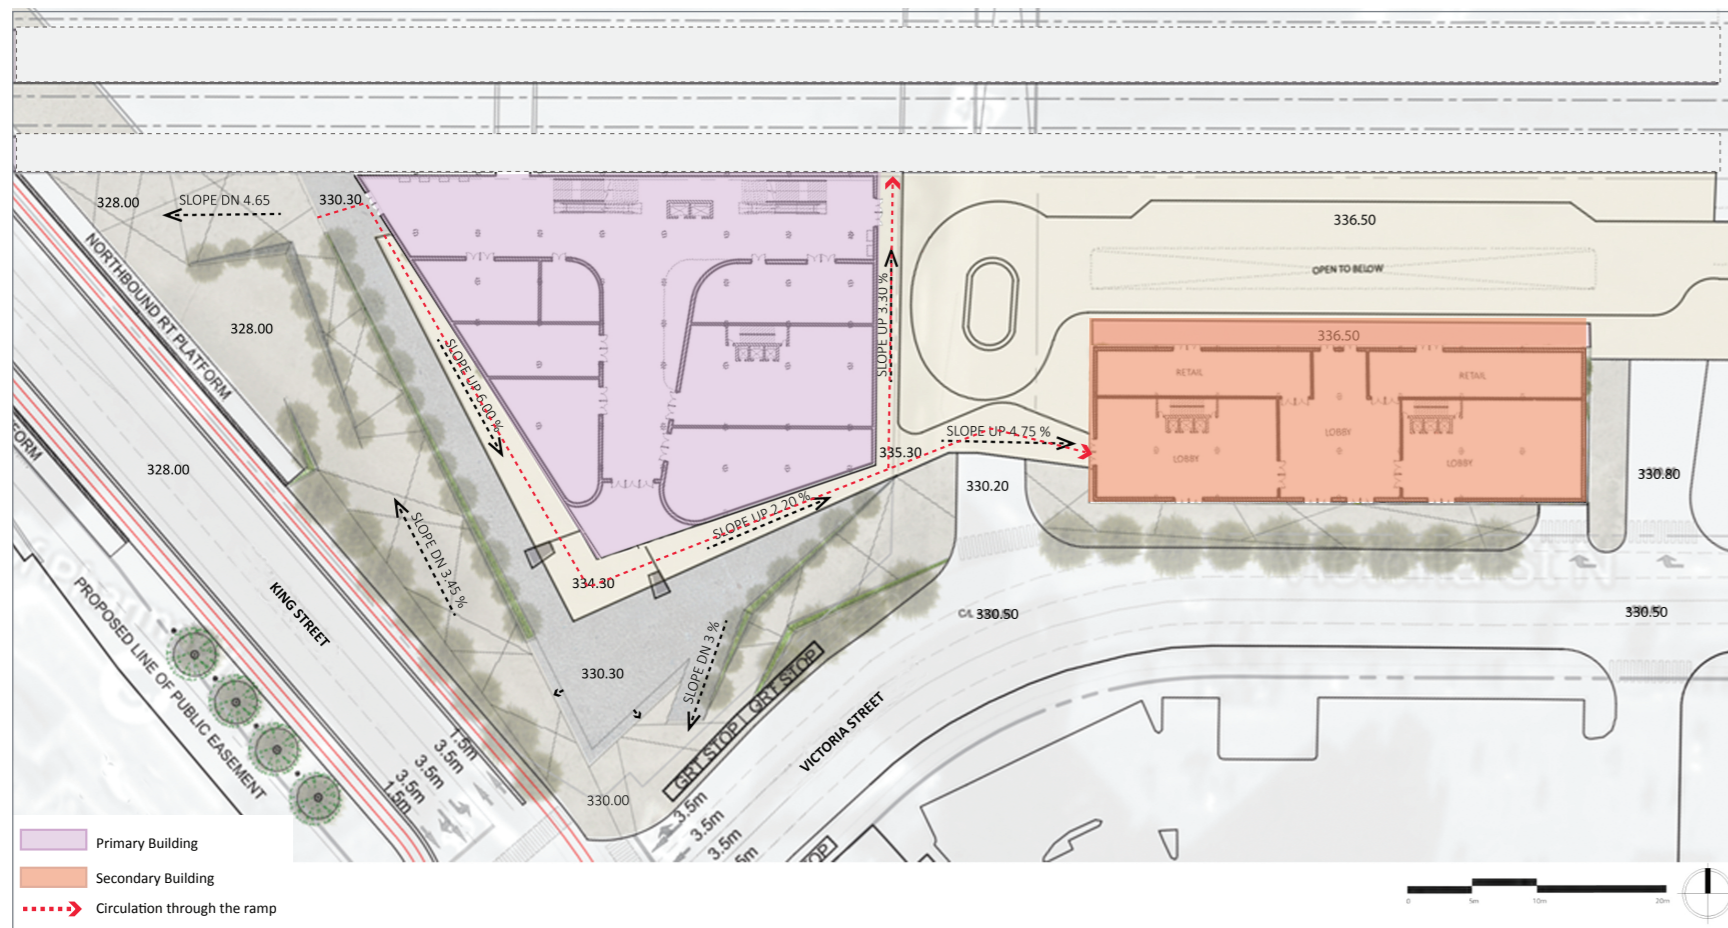 328.00
SLOPE DN 4.65
330.30
336.50
OPEN TO BELOW
NORTHBOUND RT PLATFORM
328.00
SLOPE UP 3.30 %
336.50
SLOPE UP 6.00 %
RETAIL
RETAIL
SLOPE UP 4.75 %
LOBBY
335.30
LOBBY
LOBBY
328.00
330.20
330.80
SLOPE UP 2.20 %
SLOPE DN 3.45 %
334.30
KING STREET
C/L 330.50
330.50
PROPOSED LINE OF PUBLIC EASEMENT
SLOPE DN 3 %
330.30
GRT STOP
GRT STOP
VICTORIA STREET
1.5m
3.5m
3.5m
3.5m
1.5m
330.00
3.5m
3.5m
3.5m
Primary Building
Secondary Building
Circulation through the ramp
0
5m
10m
20m